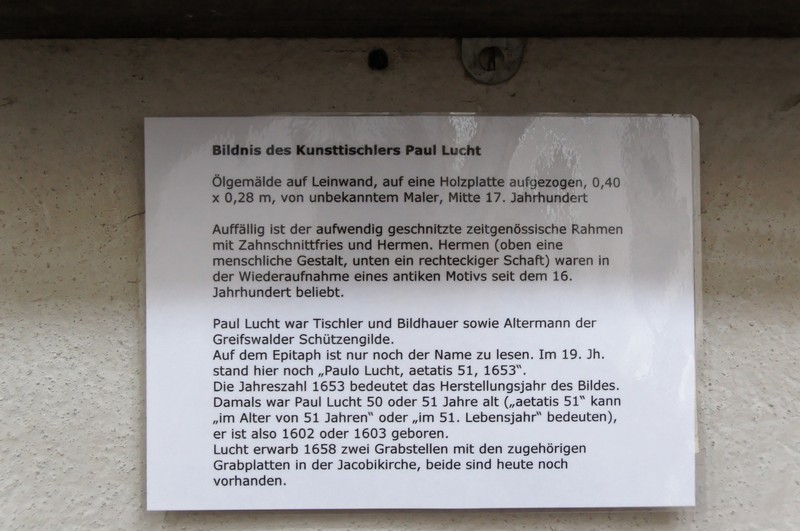 Bildnis des Kunsttischlers Paul Lucht
Ölgemälde auf Leinwand, auf eine Holzplatte aufgezogen, 0,40
x 0,28 m, von unbekanntem Maler, Mitte 17. Jahrhundert
Auffällig ist der aufwendig geschnitzte zeitgenössische Rahmen
mit Zahnschnittfries und Hermen. Hermen (oben eine
menschliche Gestalt, unten ein rechteckiger Schaft) waren in
der Wiederaufnahme eines antiken Motivs seit dem 16.
Jahrhundert beliebt.
Paul Lucht war Tischler und Bildhauer sowie Altermann der
Greifswalder Schützengilde.
Auf dem Epitaph ist nur noch der Name zu lesen. Im 19. Jh.
stand hier noch „Paulo Lucht, aetatis 51, 1653“.
Die Jahreszahl 1653 bedeutet das Herstellungsjahr des Bildes.
Damals war Paul Lucht 50 oder 51 Jahre alt („aetatis 51“ kann
„im Alter von 51 Jahren“ oder „im 51. Lebensjahr“ bedeuten),
er ist also 1602 oder 1603 geboren.
Lucht erwarb 1658 zwei Grabstellen mit den zugehörigen
Grabplatten in der Jacobikirche, beide sind heute noch
vorhanden.